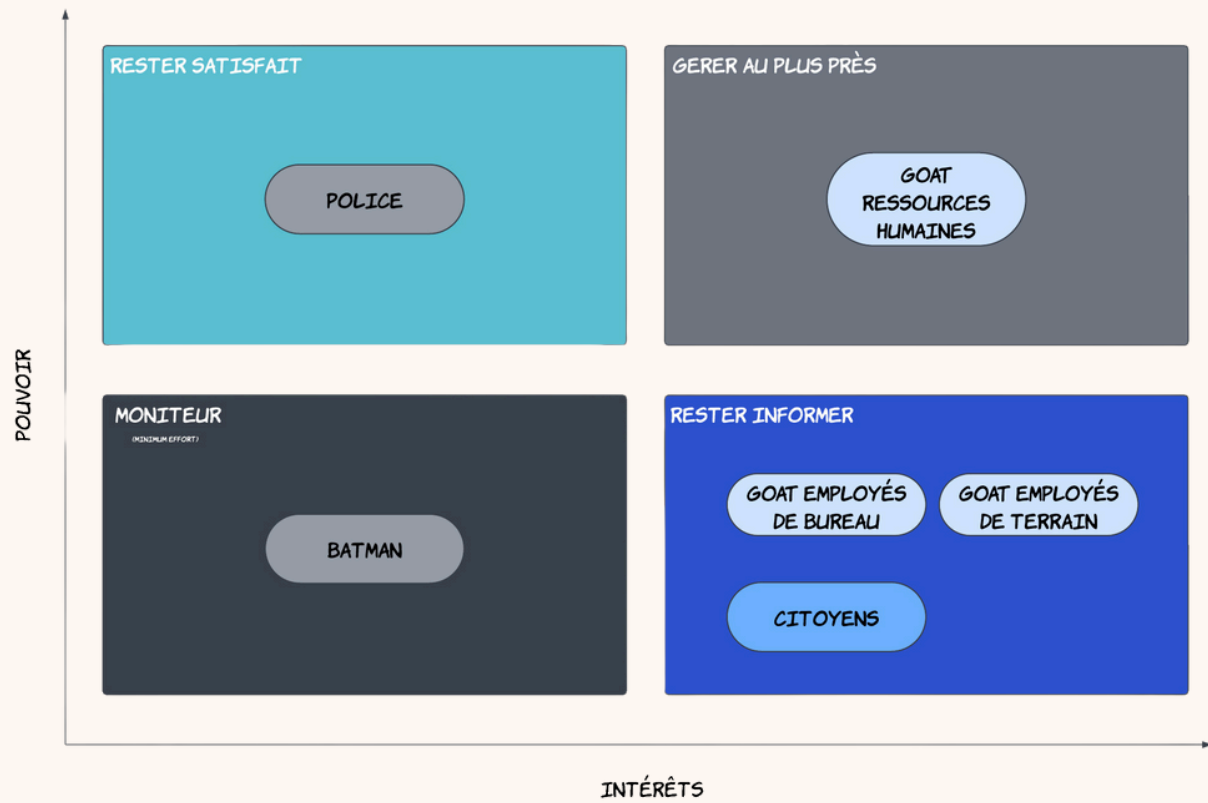 RESTER SATISFAIT
POLICE
GERER AU PLUS PRÈS
GOAT
RESSOURCES
HUMAINES
POUVOIR
MONITEUR
(MINIMUM EFFORT)
BATMAN
RESTER INFORMER
GOAT EMPLOYÉS
DE BUREAU
GOAT EMPLOYÉS
DE TERRAIN
CITOYENS
INTÉRÊTS